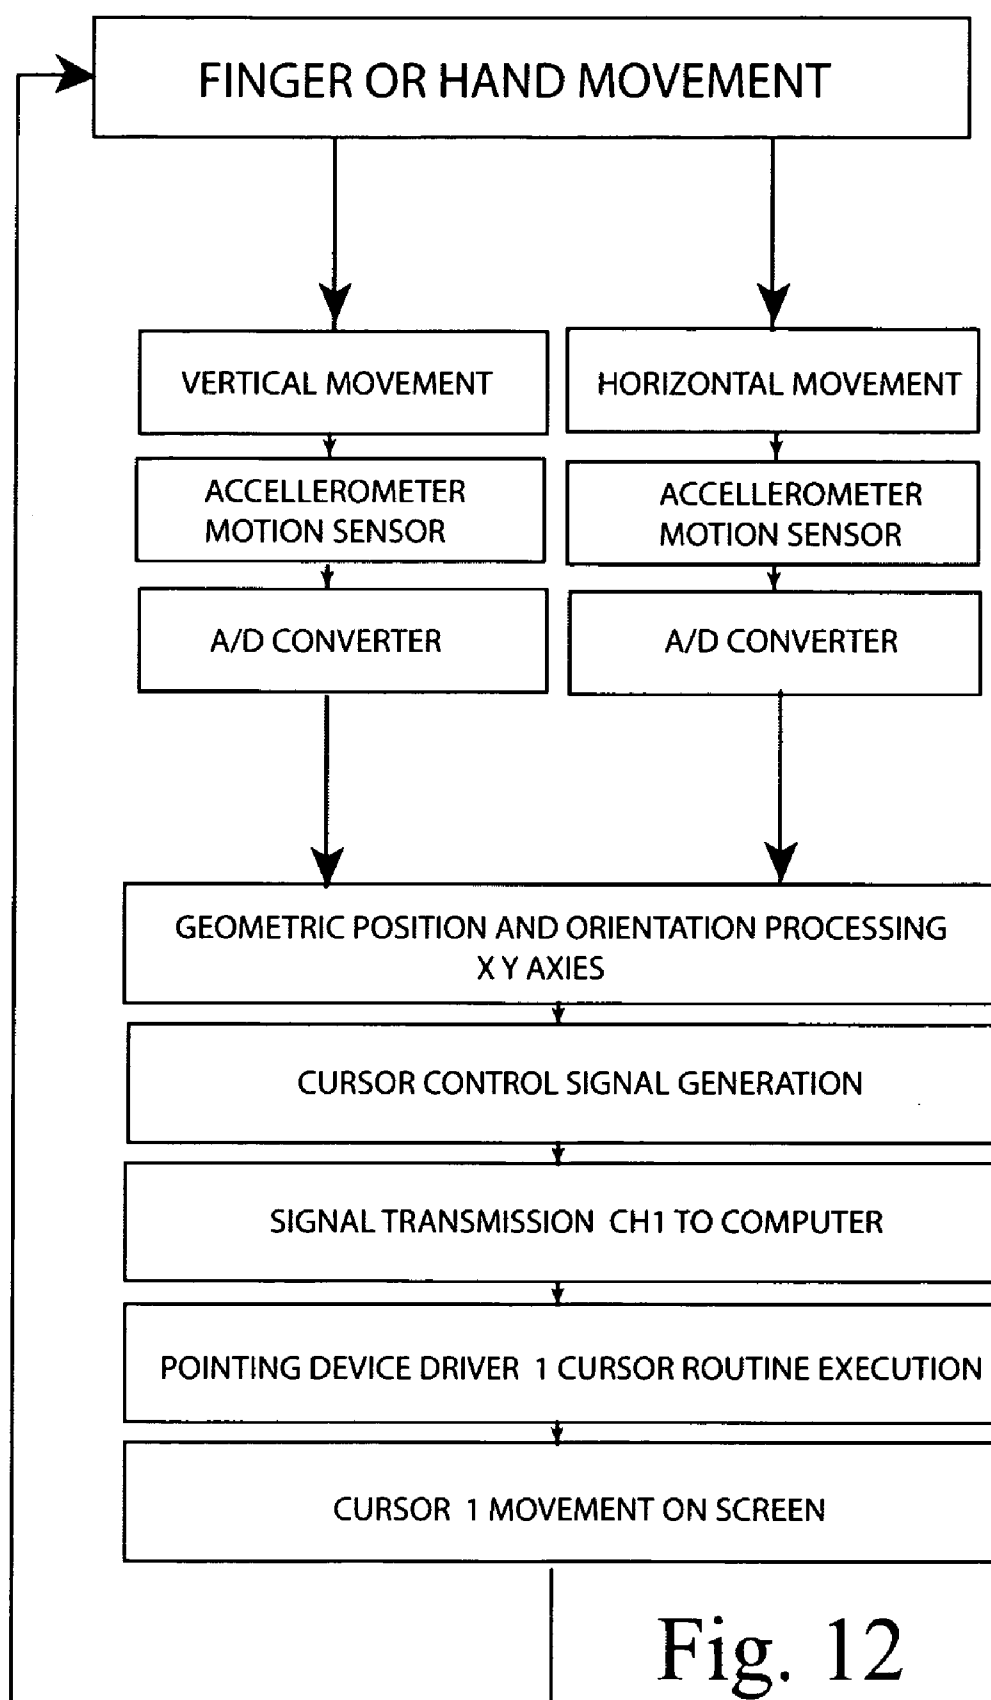 FINGER OR HAND MOVEMENT
VERTICAL MOVEMENT
HORIZONTAL MOVEMENT
ACCELLEROMETER
MOTION SENSOR
ACCELLEROMETER
MOTION SENSOR
A/D CONVERTER
A/D CONVERTER
GEOMETRIC POSITION AND ORIENTATION PROCESSING
X Y AXIES
CURSOR CONTROL SIGNAL GENERATION
SIGNAL TRANSMISSION CH1 TO COMPUTER
POINTING DEVICE DRIVER 1 CURSOR ROUTINE EXECUTION
CURSOR 1 MOVEMENT ON SCREEN
Fig. 12